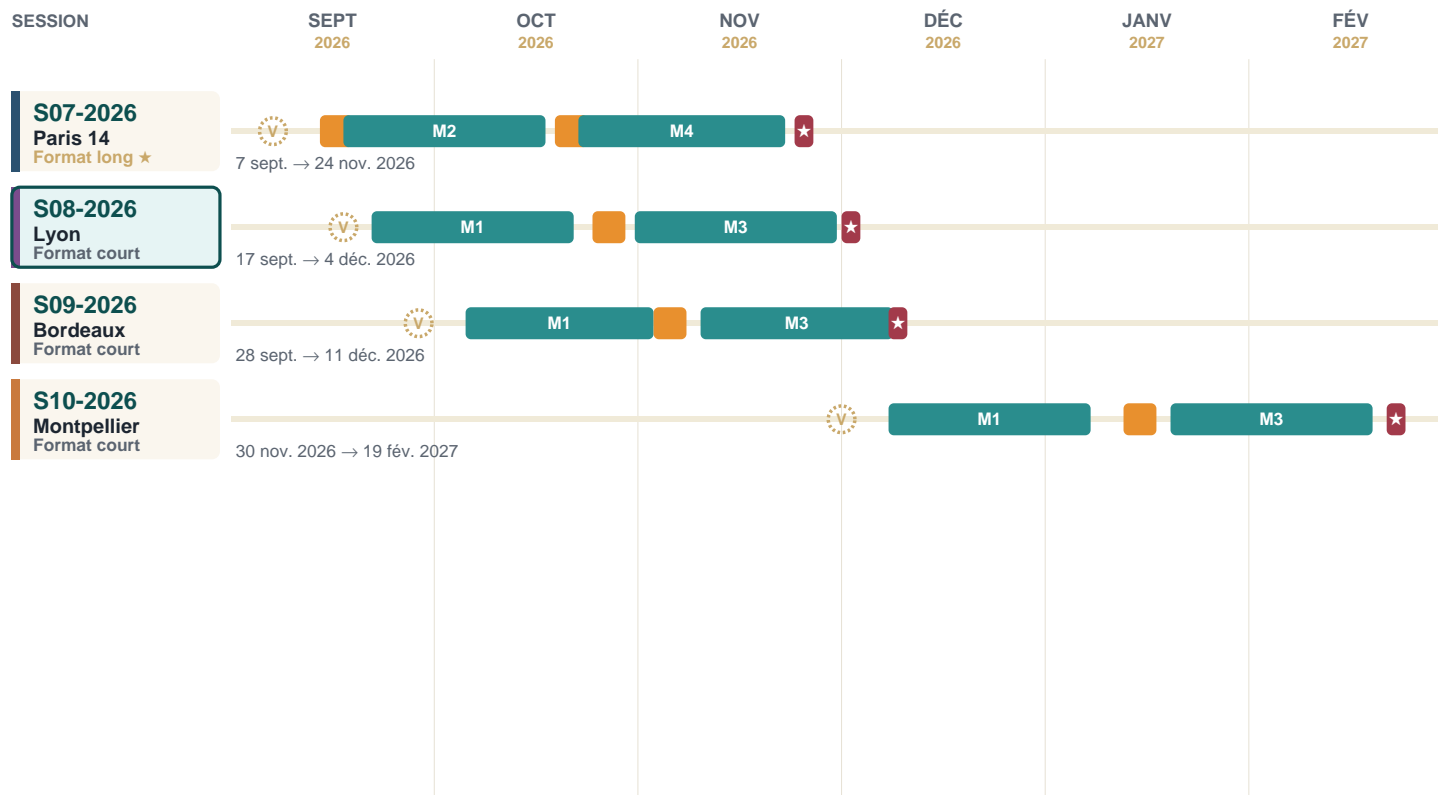 SESSION
SEPT
2026
OCT
2026
NOV
2026
DÉC
2026
JANV
2027
FÉV
2027
S07-2026
Paris 14
Format long ★
V
M2
M4
★
7 sept. → 24 nov. 2026
S08-2026
Lyon
Format court
V
M1
M3
★
17 sept. → 4 déc. 2026
S09-2026
Bordeaux
Format court
V
M1
M3
★
28 sept. → 11 déc. 2026
S10-2026
Montpellier
Format court
V
M1
M3
★
30 nov. 2026 → 19 fév. 2027